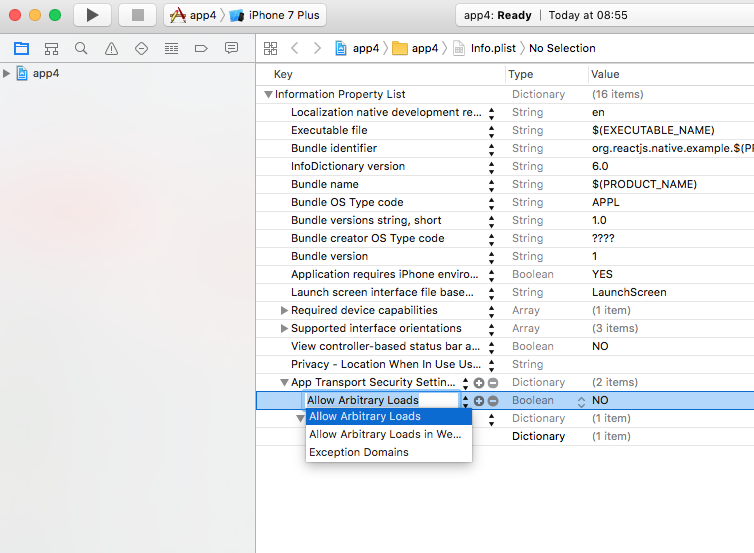 app4 iPhone 7 Plus app4: Ready Today at 08:55
app4 app4 app4 Info.plist No Selection
Key Type Value
Information Property List Dictionary (16 items)
Localization native development re... String en
Executable file String $(EXECUTABLE_NAME)
Bundle identifier String org.reactjs.native.example.$(P
InfoDictionary version String 6.0
Bundle name String $(PRODUCT_NAME)
Bundle OS Type code String APPL
Bundle versions string, short String 1.0
Bundle creator OS Type code String ????
Bundle version String 1
Application requires iPhone enviro... Boolean YES
Launch screen interface file base... String LaunchScreen
Required device capabilities Array (1 item)
Supported interface orientations Array (3 items)
View controller-based status bar a... Boolean NO
Privacy - Location When In Use Us... String
App Transport Security Settin... Dictionary (2 items)
Allow Arbitrary Loads Boolean NO
Allow Arbitrary Loads Dictionary (1 item)
Allow Arbitrary Loads in We... Dictionary (1 item)
Exception Domains